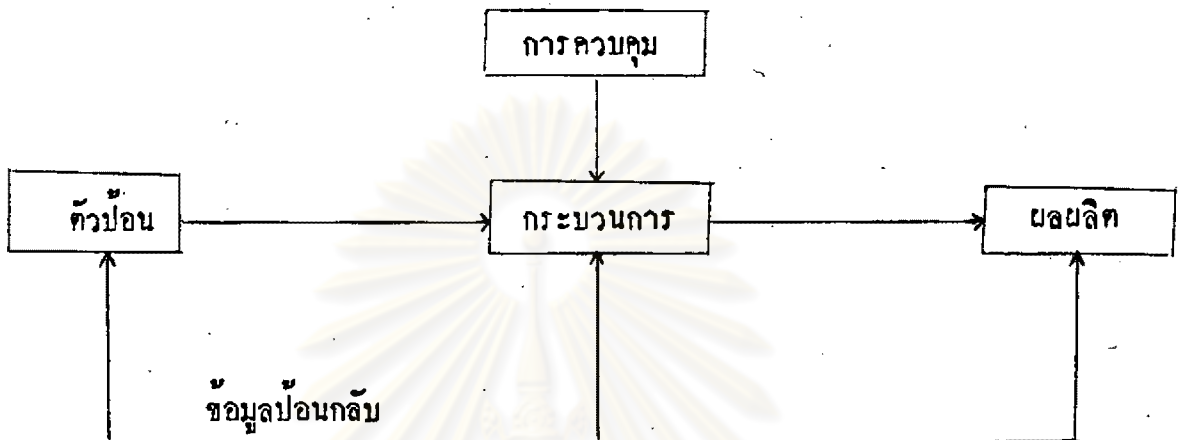 การควบคุม
ตัวป้อน
กระบวนการ
ผลผลิต
ข้อมูลป้อนกลับ